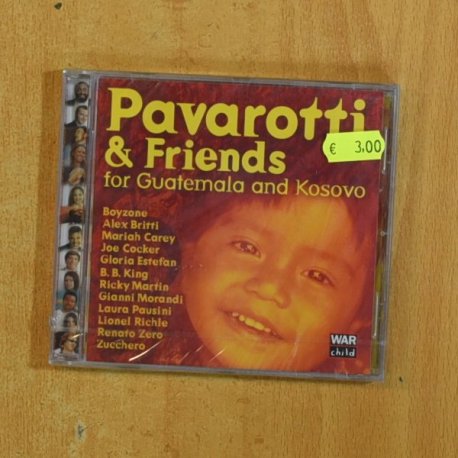 Pavarotti
& Friends
€ 3.00
for Guatemala and Kosovo
Boyzone
Alex Britti
Mariah Carey
Joe Cocker
Gloria Estefan
B.B. King
Ricky Martin
Gianni Morandi
Laura Pausini
Lionel Richie
Renato Zero
Zucchero
WAR
child